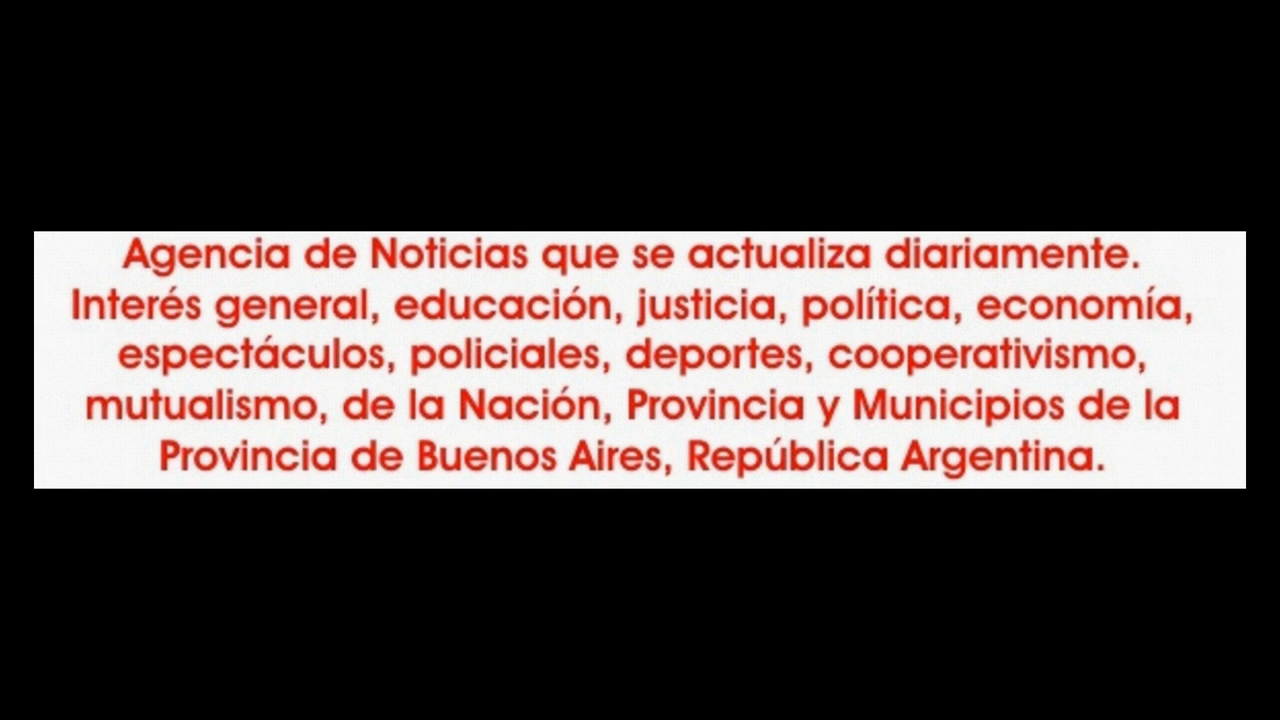 Agencia de Noticias que se actualiza diariamente.
Interés general, educación, justicia, política, economía,
espectáculos, policiales, deportes, cooperativismo,
mutualismo, de la Nación, Provincia y Municipios de la
Provincia de Buenos Aires, República Argentina.